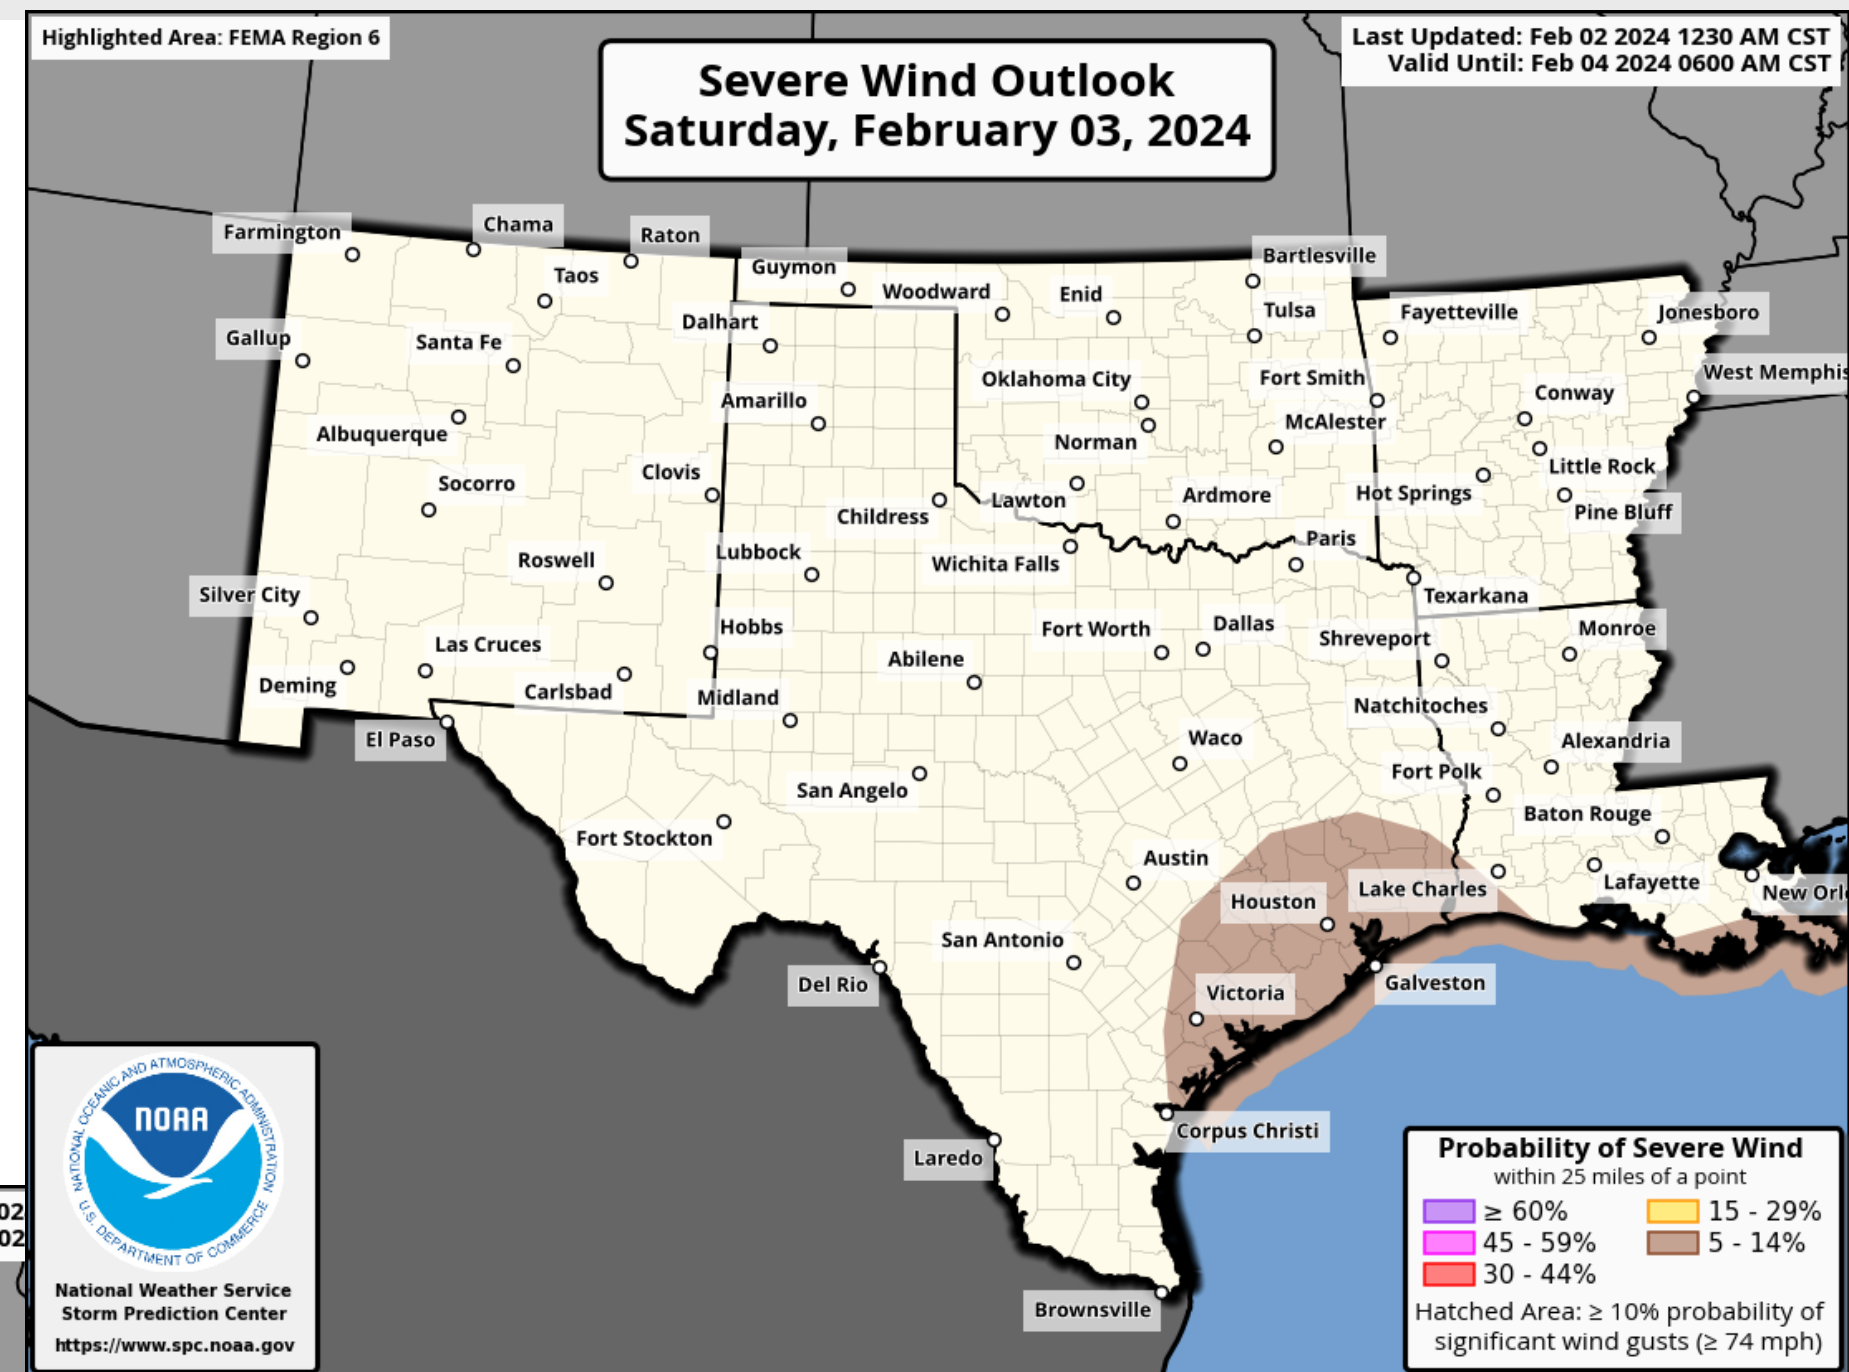 Highlighted Area: FEMA Region 6
Last Updated: Feb 02 2024 1230 AM CST
Valid Until: Feb 04 2024 0600 AM CST
Severe Wind Outlook
Saturday, February 03, 2024
Farmington
Chama
Raton
Taos
Guymon
Woodward
Enid
Bartlesville
Tulsa
Fayetteville
Jonesboro
Gallup
Santa Fe
Dalhart
Oklahoma City
Fort Smith
West Memphis
Conway
Amarillo
McAlester
Albuquerque
Norman
Little Rock
Socorro
Clovis
Childress
Lawton
Ardmore
Hot Springs
Pine Bluff
Roswell
Lubbock
Wichita Falls
Paris
Silver City
Texarkana
Las Cruces
Hobbs
Fort Worth
Dallas
Shreveport
Monroe
Deming
Carlsbad
Midland
Abilene
Natchitoches
El Paso
Waco
Alexandria
San Angelo
Fort Polk
Fort Stockton
Baton Rouge
Austin
Houston
Lake Charles
Lafayette
New Orl
San Antonio
Del Rio
Victoria
Galveston
Corpus Christi
Laredo
Brownsville
NATIONAL OCEANIC AND ATMOSPHERIC ADMINISTRATION
NOAA
U.S. DEPARTMENT OF COMMERCE
National Weather Service
Storm Prediction Center
https://www.spc.noaa.gov
02
02
Probability of Severe Wind
within 25 miles of a point
≥ 60%
15 - 29%
45 - 59%
5 - 14%
30 - 44%
Hatched Area: ≥ 10% probability of
significant wind gusts (≥ 74 mph)